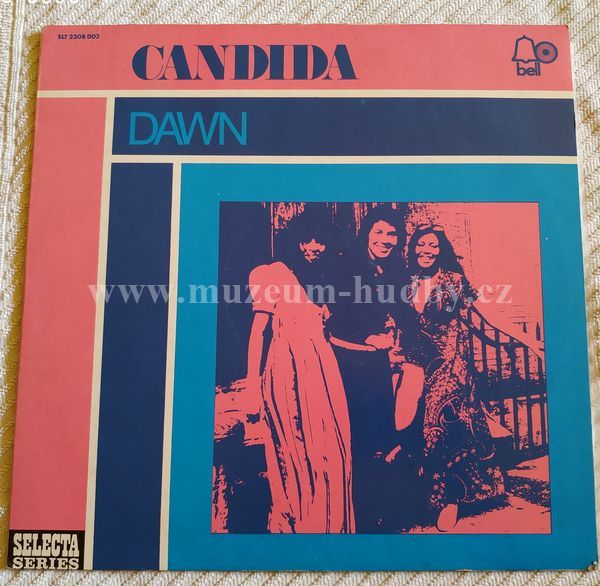 SLT 2308 003
CANDIDA
bell
DAWN
www.muzeum-hudby.cz
SELECTA
SERIES